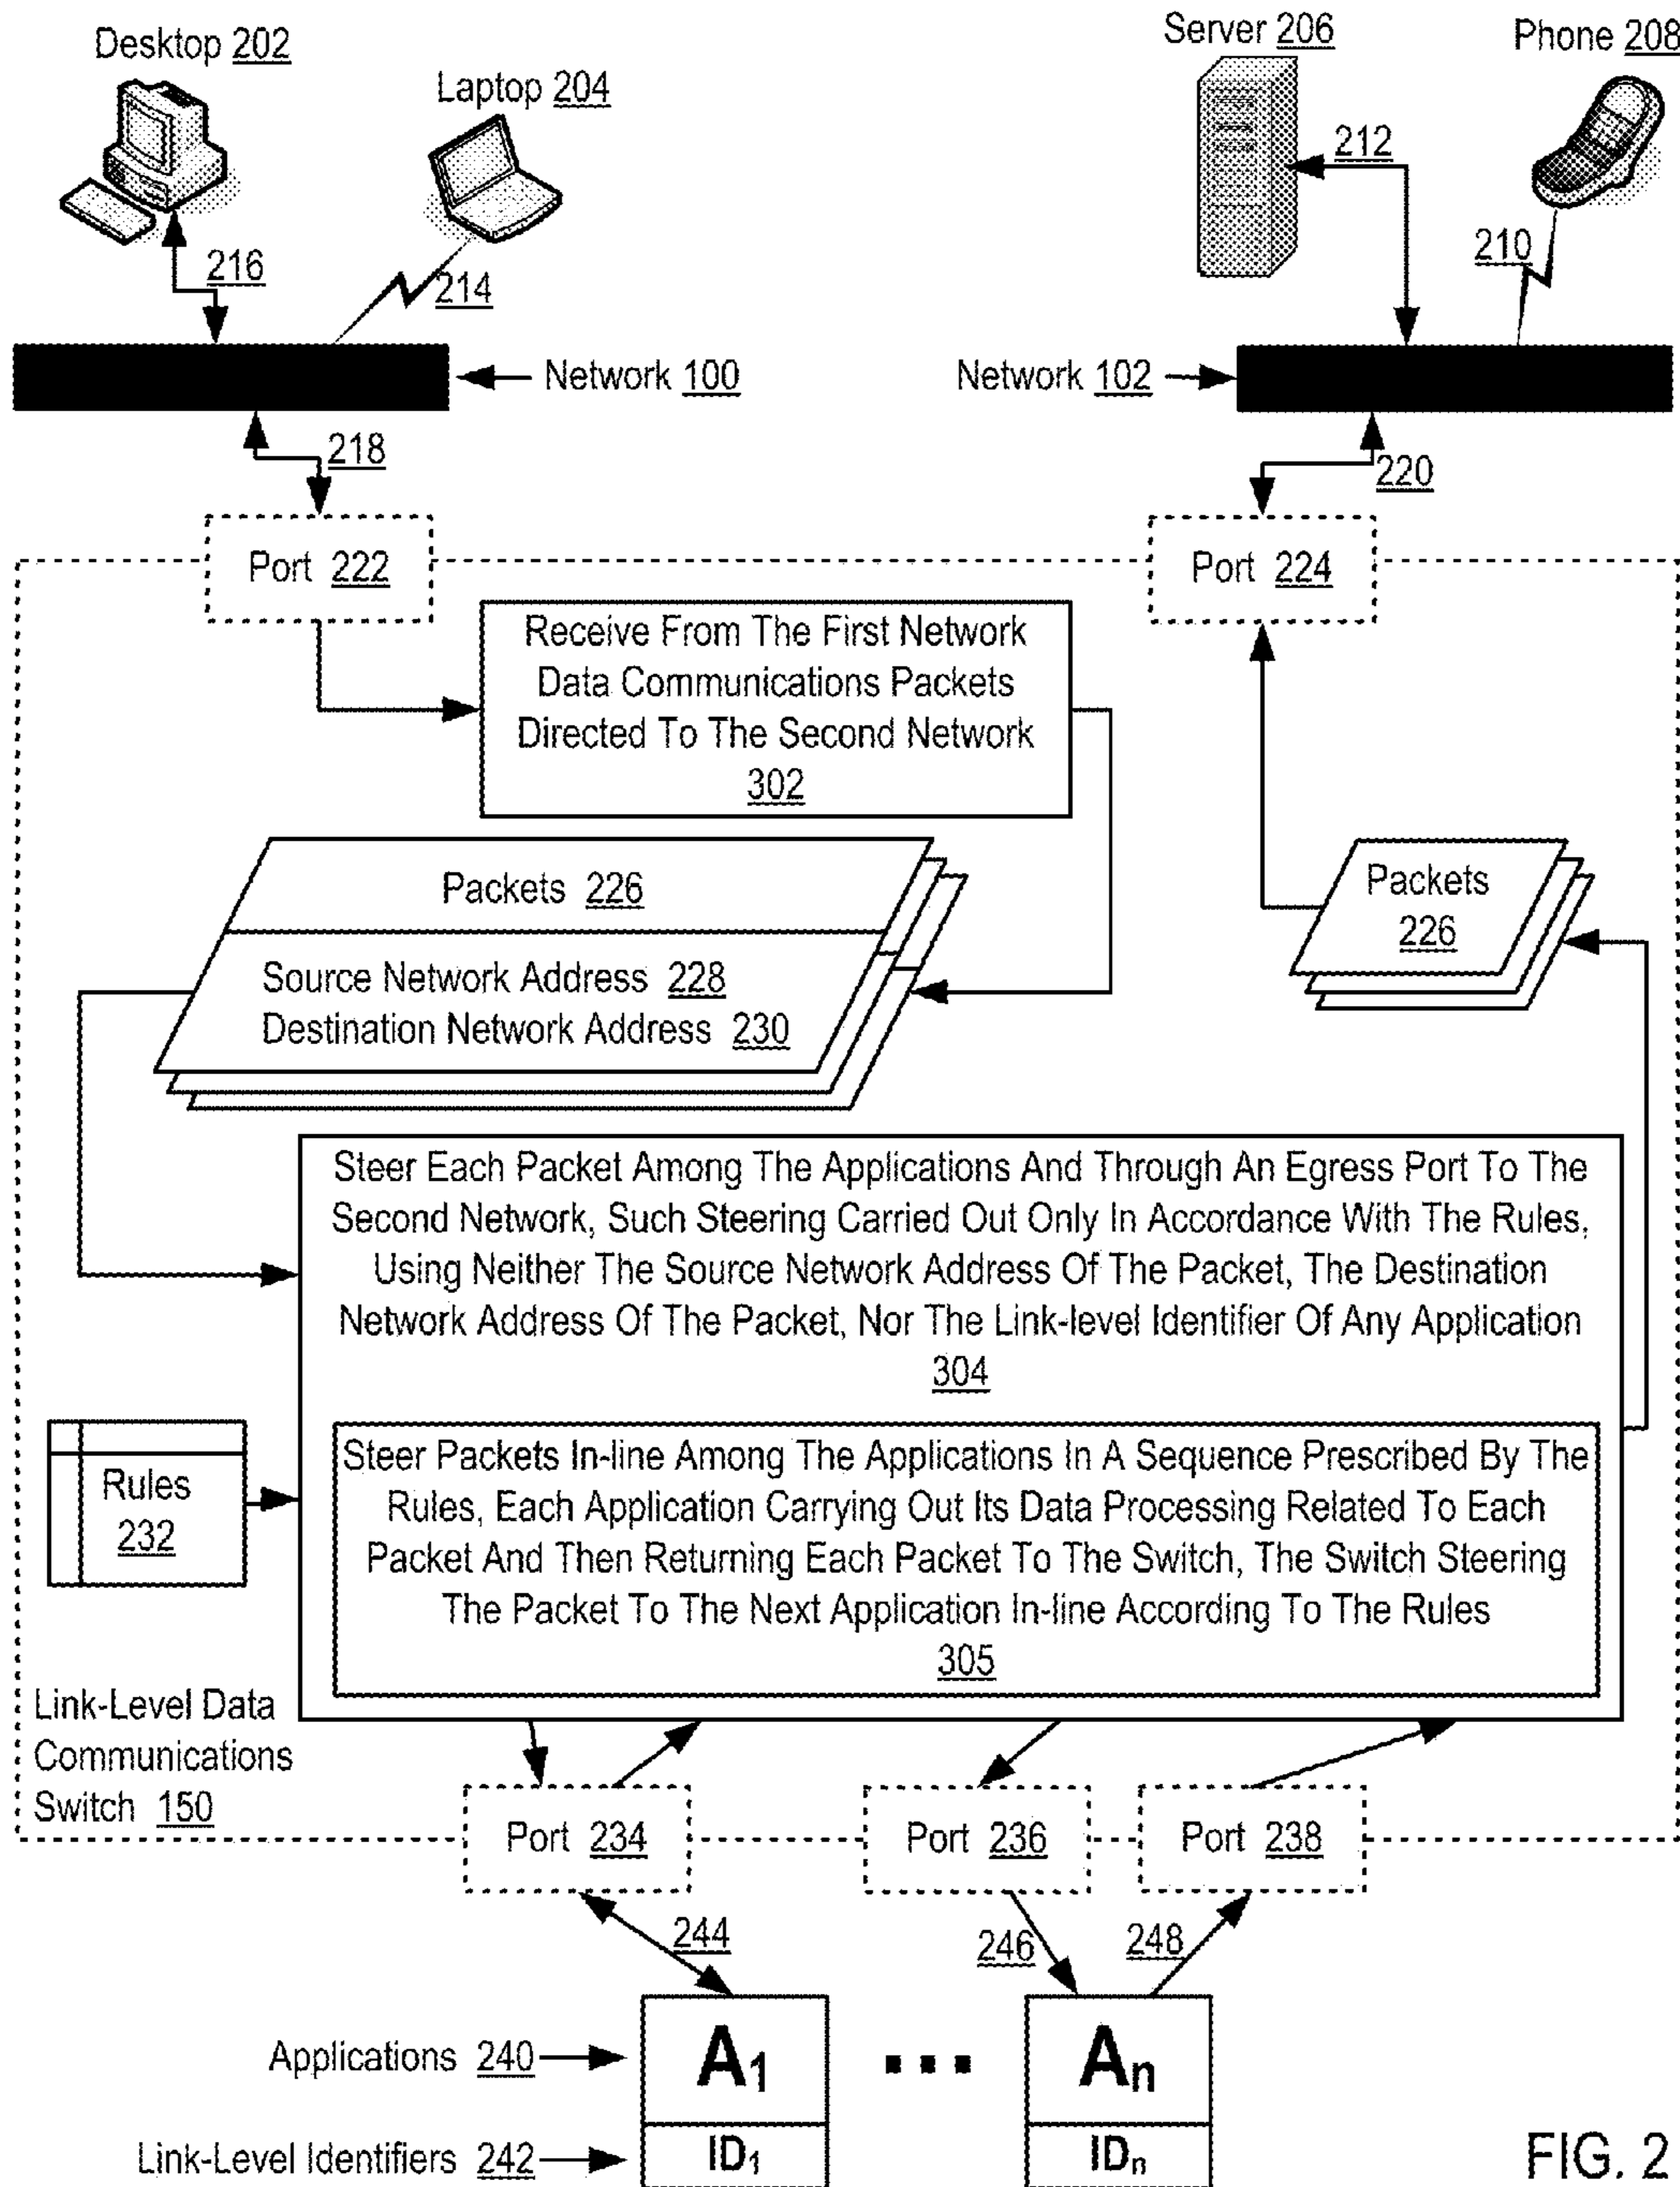 Desktop 202
Laptop 204
Server 206
Phone 208
216
214
212
210
Network 100
Network 102
218
220
Port 222
Port 224
Receive From The First Network
Data Communications Packets
Directed To The Second Network
302
Packets 226
Source Network Address 228
Destination Network Address 230
Packets
226
Steer Each Packet Among The Applications And Through An Egress Port To The
Second Network, Such Steering Carried Out Only In Accordance With The Rules,
Using Neither The Source Network Address Of The Packet, The Destination
Network Address Of The Packet, Nor The Link-level Identifier Of Any Application
304
Rules
232
Steer Packets In-line Among The Applications In A Sequence Prescribed By The
Rules, Each Application Carrying Out Its Data Processing Related To Each
Packet And Then Returning Each Packet To The Switch, The Switch Steering
The Packet To The Next Application In-line According To The Rules
305
Link-Level Data
Communications
Switch 150
Port 234
Port 236
Port 238
244
246
248
Applications 240
A1
...
An
Link-Level Identifiers 242
ID1
IDn
FIG. 2